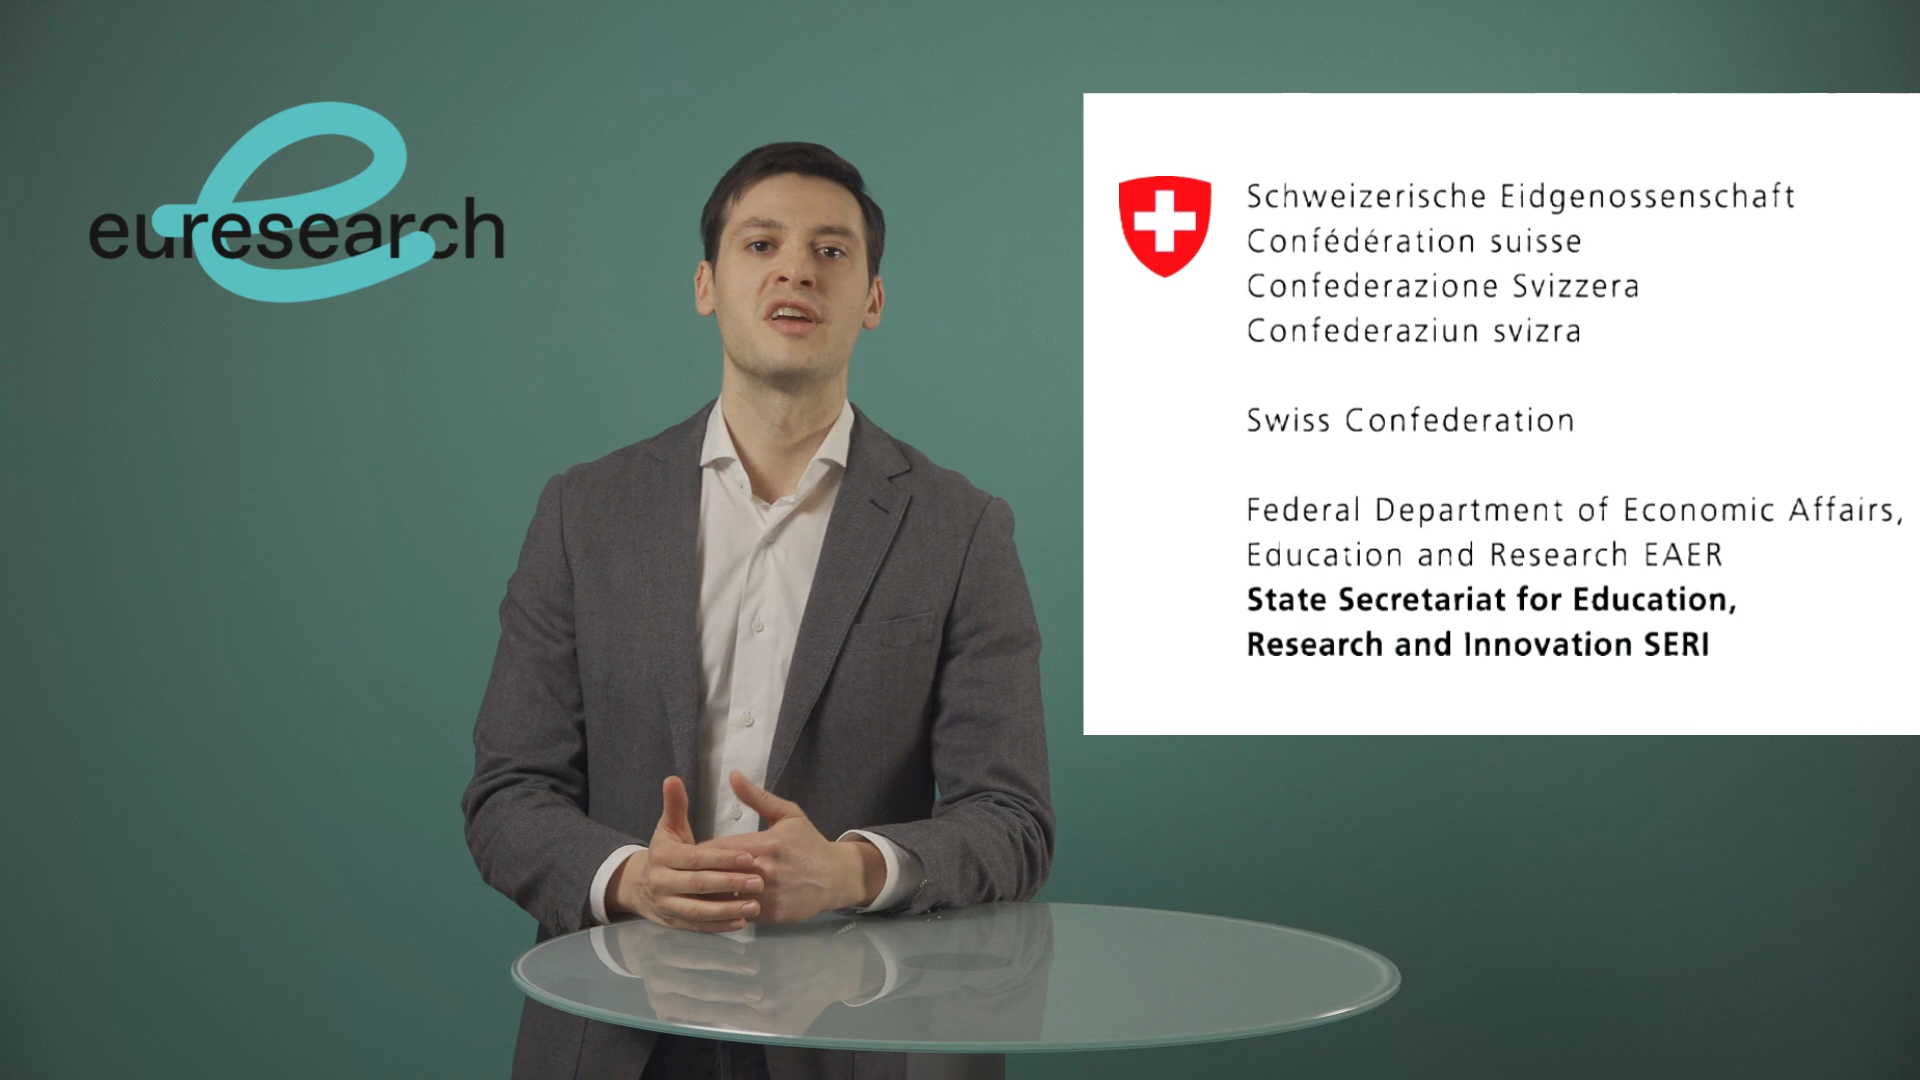 euresearch
Schweizerische Eidgenossenschaft
Confédération suisse
Confederazione Svizzera
Confederaziun svizra
Swiss Confederation
Federal Department of Economic Affairs,
Education and Research EAER
State Secretariat for Education,
Research and Innovation SERI